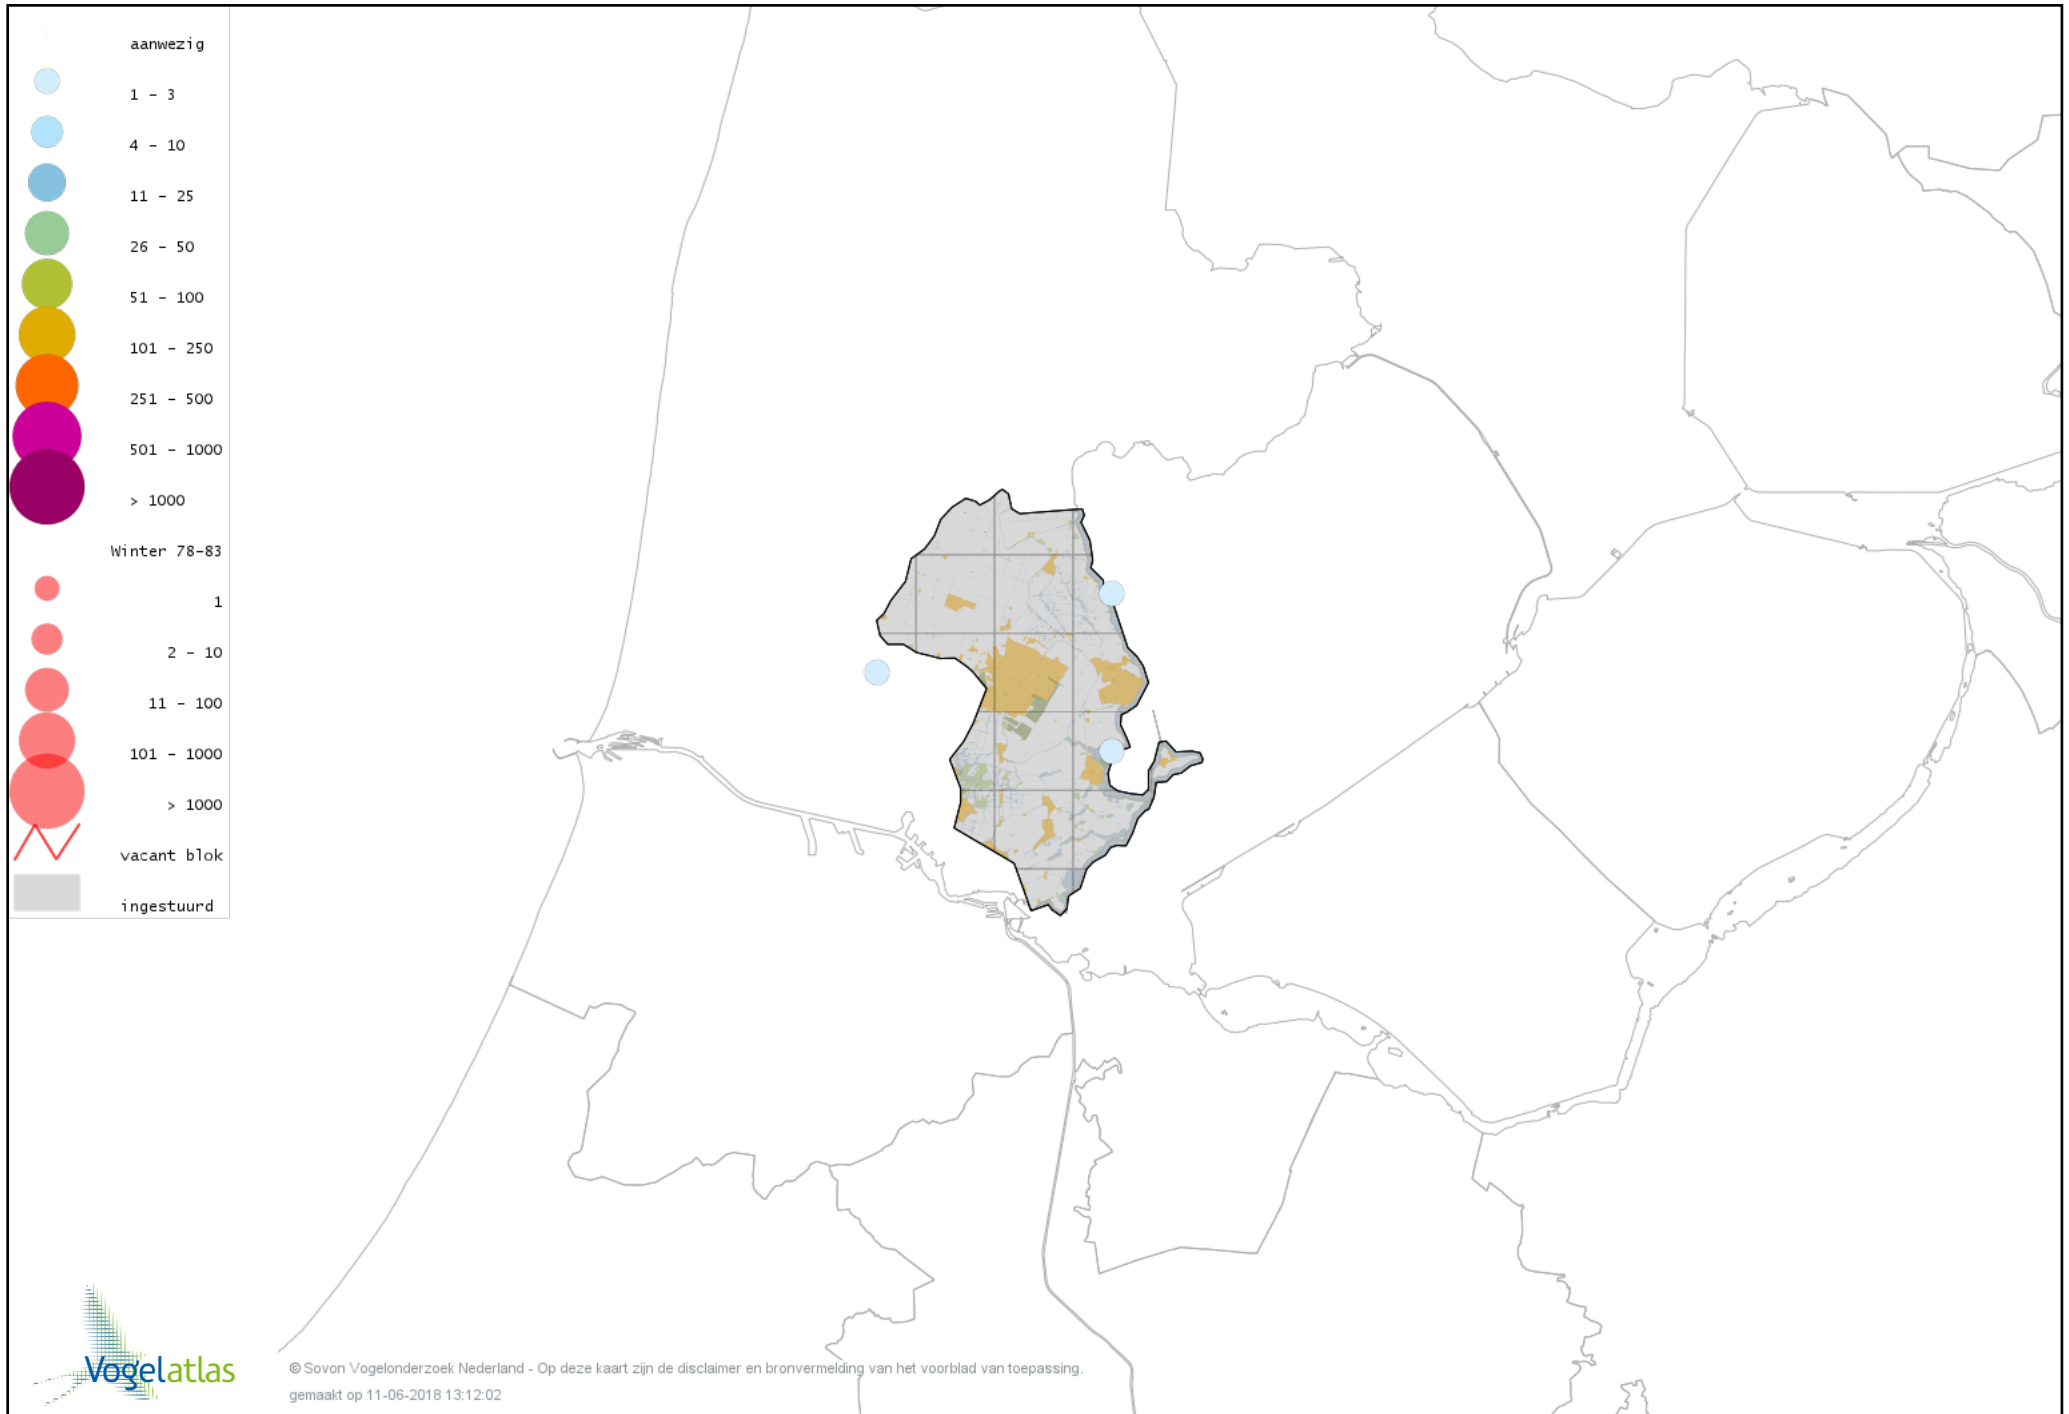 aanwezig
1 - 3
4 - 10
11 - 25
26 - 50
51 - 100
101 - 250
251 - 500
501 - 1000
> 1000
Winter 78-83
1
2 - 10
11 - 100
101 - 1000
> 1000
vacant blok
ingestuurd
Vogelatlas
© Sovon Vogelonderzoek Nederland - Op deze kaart zijn de disclaimer en bronvermelding van het voorblad van toepassing.
gemaakt op 11-06-2018 13:12:02